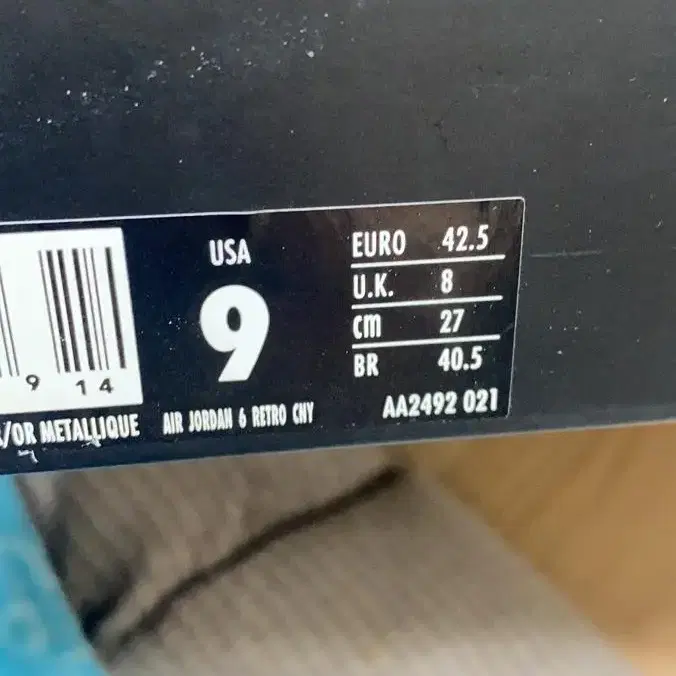 USA
9
EURO 42.5
U.K. 8
cm 27
BR 40.5
9 14
/OR METALLIQUE
AIR JORDAN 6 RETRO CNY
AA2492 021